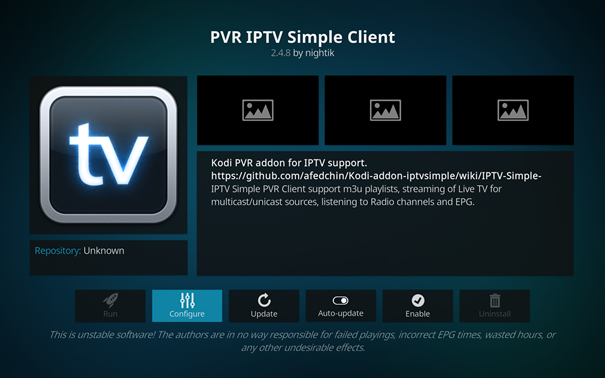 PVR IPTV Simple Client
2.4.8 by nightik
tv
Kodi PVR addon for IPTV support.
https://github.com/afedchin/Kodi-addon-iptvsimple/wiki/IPTV-Simple-
IPTV Simple PVR Client support m3u playlists, streaming of Live TV for
multicast/unicast sources, listening to Radio channels and EPG.
Repository: Unknown
Run
Configure
Update
Auto-update
Enable
Uninstall
This is unstable software! The authors are in no way responsible for failed playings, incorrect EPG times, wasted hours, or
any other undesirable effects.